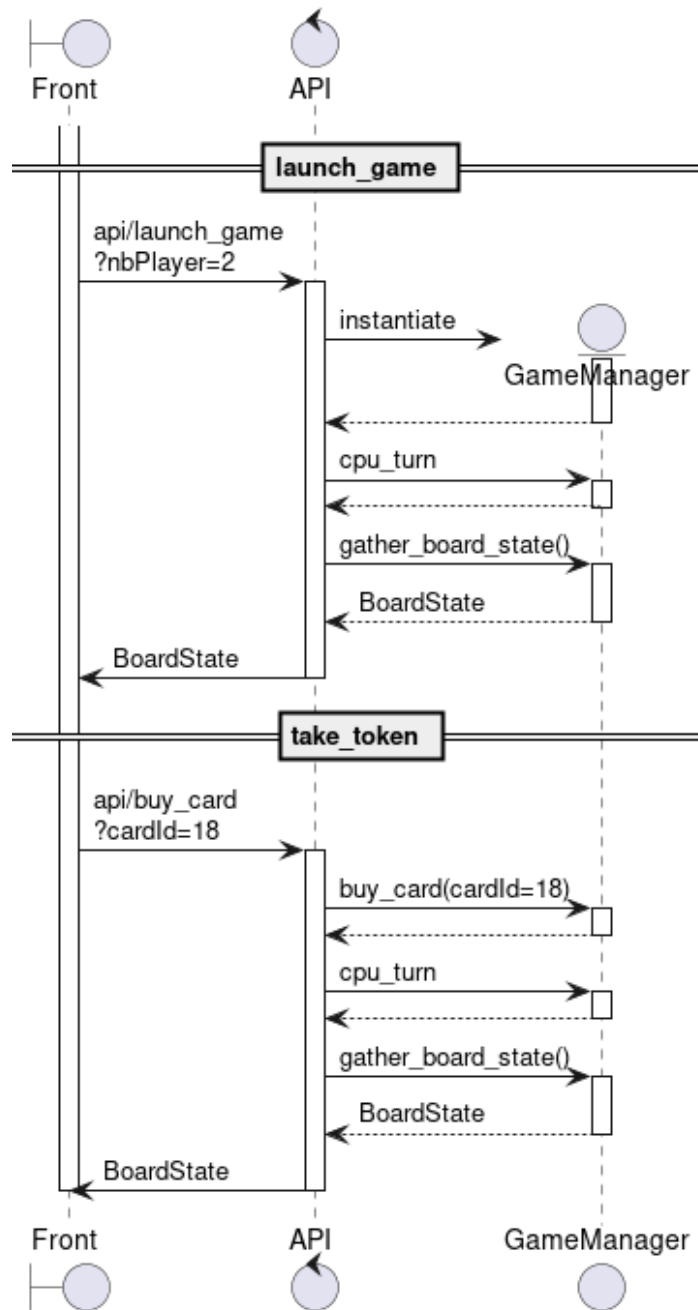 Front
API
launch_game
api/launch_game
?nbPlayer=2
instantiate
GameManager
cpu_turn
gather_board_state()
BoardState
BoardState
take_token
api/buy_card
?cardId=18
buy_card(cardId=18)
cpu_turn
gather_board_state()
BoardState
BoardState
Front
API
GameManager